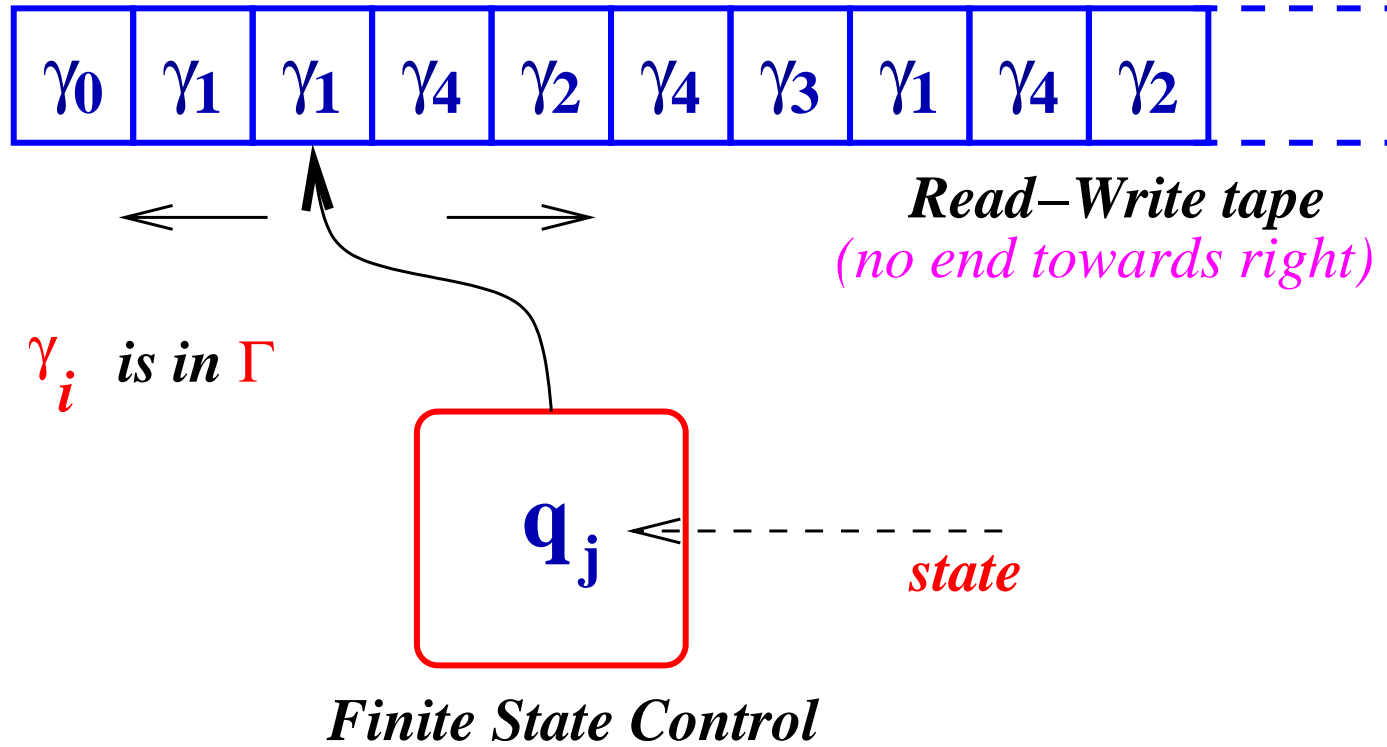 γ0 γ1 γ1 γ4 γ2 γ4 γ3 γ1 γ4 γ2
Read–Write tape
(no end towards right)
γi is in Γ
qj
state
Finite State Control